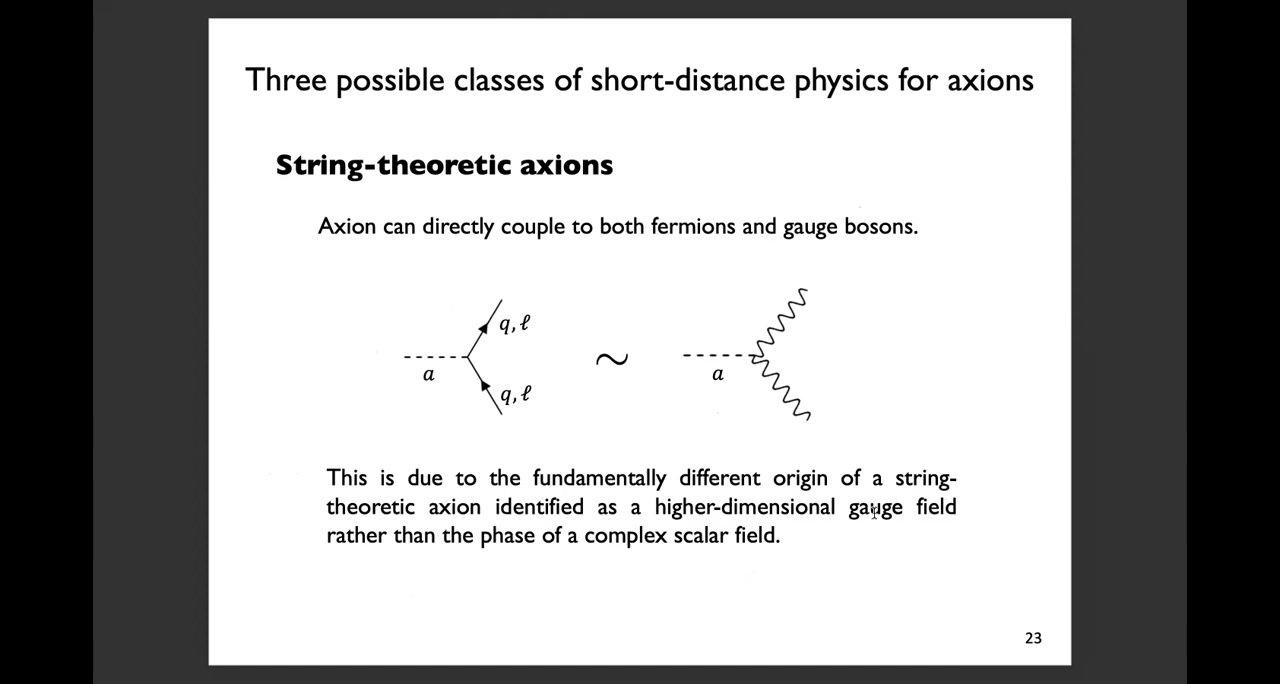 Three possible classes of short-distance physics for axions
String-theoretic axions
Axion can directly couple to both fermions and gauge bosons.
q, ℓ
~
a
a
q, ℓ
This is due to the fundamentally different origin of a string-
theoretic axion identified as a higher-dimensional gauge field
rather than the phase of a complex scalar field.
23